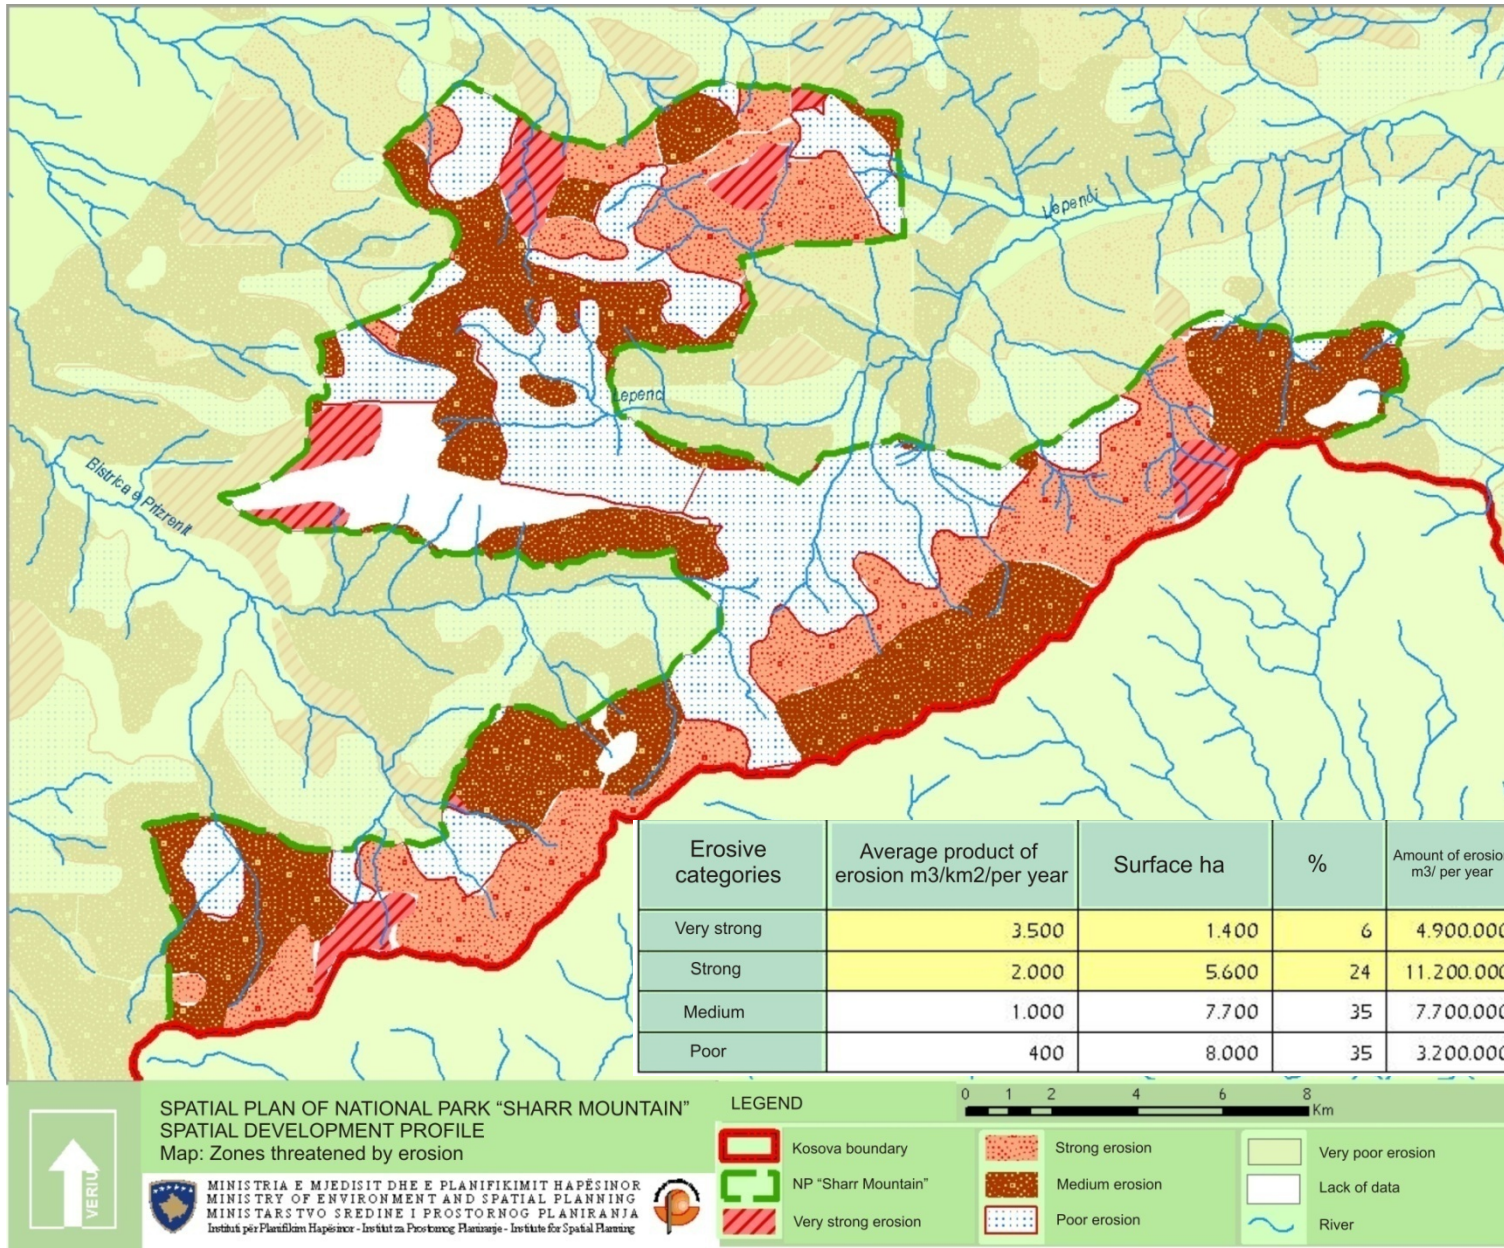 Lepenci
Lepenci
Bistrica e Prizrenit
Erosive categories
Average product of erosion m3/km2/per year
Surface ha
%
Amount of erosion
m3/ per year
Very strong 3.500 1.400 6 4.900.000
Strong 2.000 5.600 24 11.200.000
Medium 1.000 7.700 35 7.700.000
Poor 400 8.000 35 3.200.000
VERIU
SPATIAL PLAN OF NATIONAL PARK “SHARR MOUNTAIN”
SPATIAL DEVELOPMENT PROFILE
Map: Zones threatened by erosion
MINISTRIA E MJEDISIT DHE E PLANIFIKIMIT HAPËSINOR
MINISTRY OF ENVIRONMENT AND SPATIAL PLANNING
MINISTARSTVO SREDINE I PROSTORNOG PLANIRANJA
Instituti për Planifikim Hapësinor - Institut za Prostornog Planiranje - Institute for Spatial Planning
LEGEND
0 1 2 4 6 8
Km
Kosova boundary
NP “Sharr Mountain”
Very strong erosion
Strong erosion
Medium erosion
Poor erosion
Very poor erosion
Lack of data
River